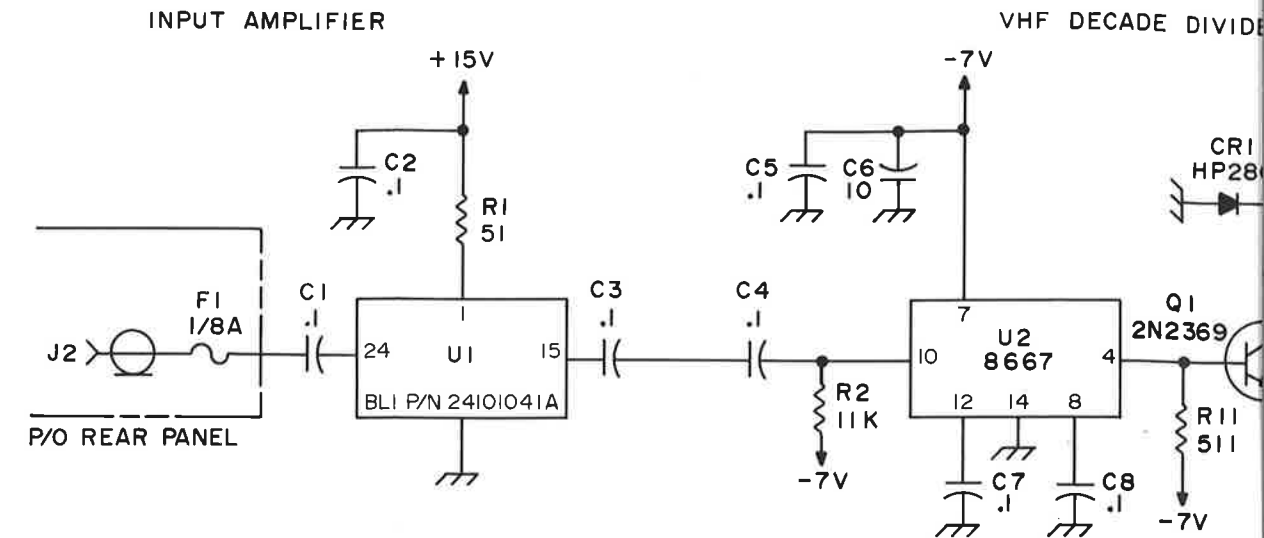 INPUT AMPLIFIER
VHF DECADE DIVIDE
+15V
-7V
C2
.1
C5
.1
C6
10
CR1
HP280
R1
51
F1
1/8A
C1
.1
C3
.1
C4
.1
Q1
2N2369
J2
24
1
U1
15
BLI P/N 24101041A
10
7
U2
8667
4
12
14
8
R2
11K
R11
511
P/O REAR PANEL
-7V
C7
.1
C8
.1
-7V